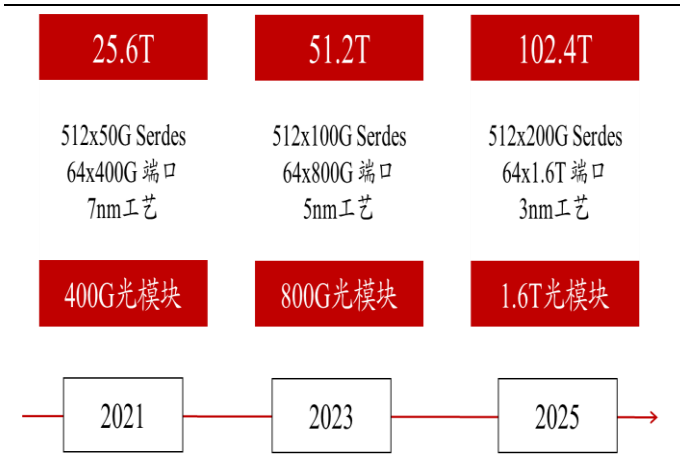 25.6T
512x50G Serdes
64x400G 端口
7nm工艺
400G光模块
2021
51.2T
512x100G Serdes
64x800G 端口
5nm工艺
800G光模块
2023
102.4T
512x200G Serdes
64x1.6T 端口
3nm工艺
1.6T光模块
2025